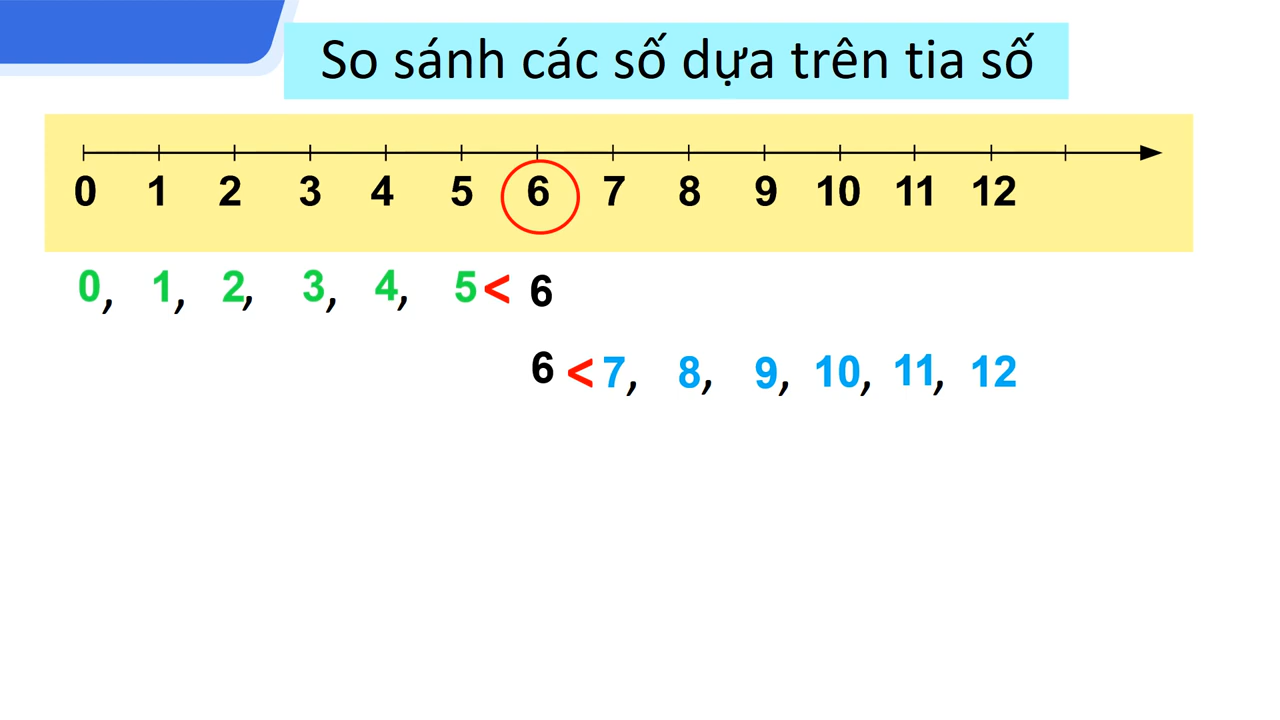 So sánh các số dựa trên tia số
0 1 2 3 4 5 6 7 8 9 10 11 12
0, 1, 2, 3, 4, 5 < 6
6 < 7, 8, 9, 10, 11, 12